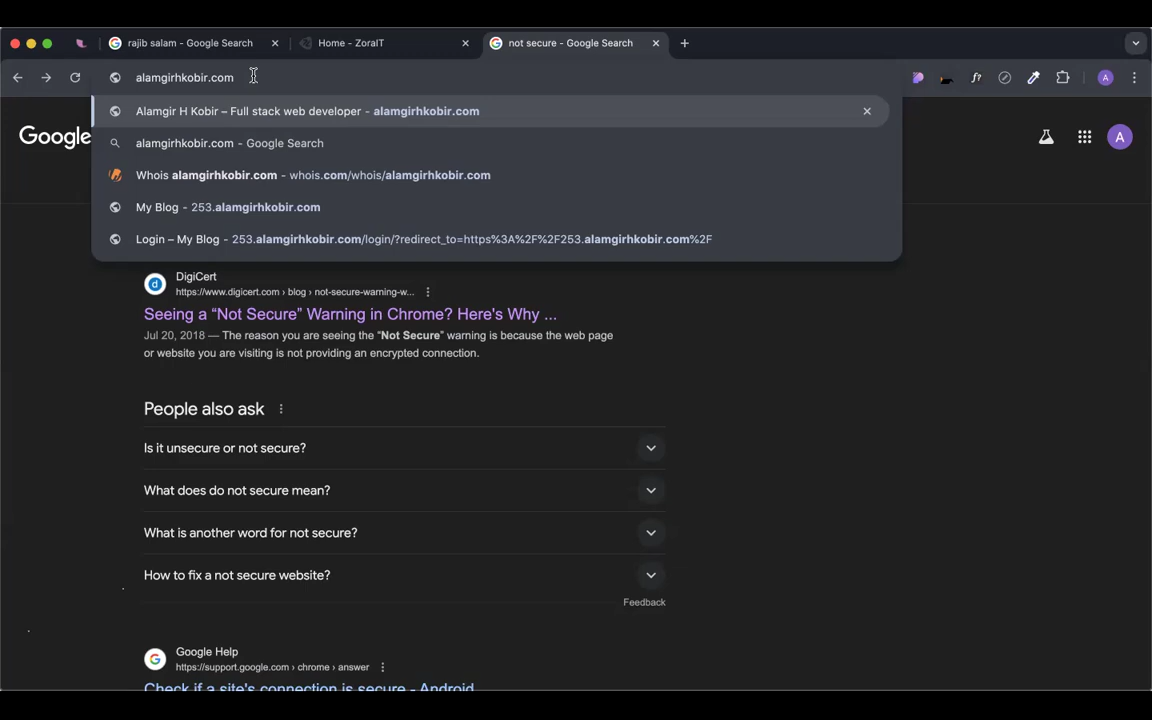 rajib salam - Google Search
Home - ZoraIT
not secure - Google Search
alamgirhkobir.com
f?
A
Alamgir H Kobir – Full stack web developer - alamgirhkobir.com
alamgirhkobir.com - Google Search
Whois alamgirhkobir.com - whois.com/whois/alamgirhkobir.com
My Blog - 253.alamgirhkobir.com
Login – My Blog - 253.alamgirhkobir.com/login/?redirect_to=https%3A%2F%2F253.alamgirhkobir.com%2F
Google
A
DigiCert
https://www.digicert.com › blog › not-secure-warning-w...
Seeing a “Not Secure” Warning in Chrome? Here's Why ...
Jul 20, 2018 — The reason you are seeing the "Not Secure" warning is because the web page
or website you are visiting is not providing an encrypted connection.
People also ask
Is it unsecure or not secure?
What does do not secure mean?
What is another word for not secure?
How to fix a not secure website?
Feedback
Google Help
https://support.google.com › chrome › answer
Check if a site's connection is secure - Android